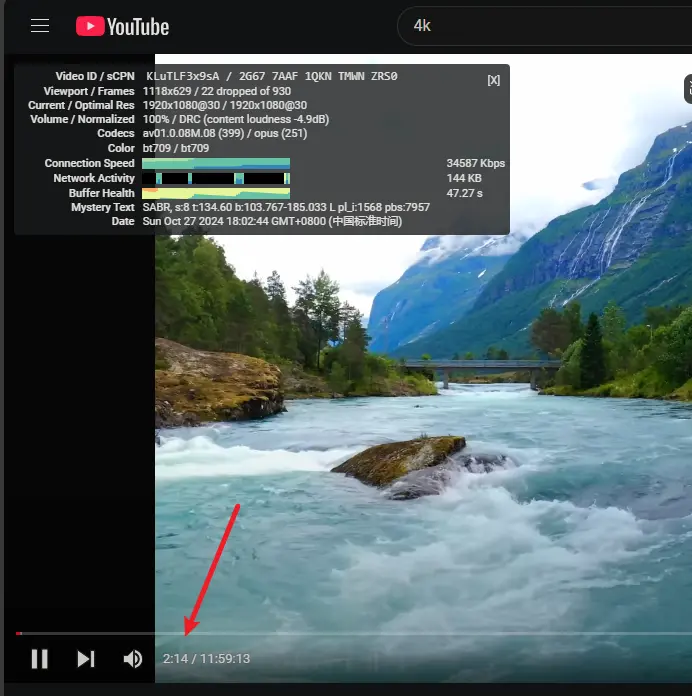 YouTube
4k
Video ID / sCPN KLuTLF3x9sA / 2G67 7AAF 1QKN TMWN ZRS0
[X]
Viewport / Frames 1118x629 / 22 dropped of 930
Current / Optimal Res 1920x1080@30 / 1920x1080@30
Volume / Normalized 100% / DRC (content loudness -4.9dB)
Codecs av01.0.08M.08 (399) / opus (251)
Color bt709 / bt709
Connection Speed 34587 Kbps
Network Activity 144 KB
Buffer Health 47.27 s
Mystery Text SABR, s:8 t:134.60 b:103.767-185.033 L pl_i:1568 pbs:7957
Date Sun Oct 27 2024 18:02:44 GMT+0800 (中国标准时间)
2:14 / 11:59:13